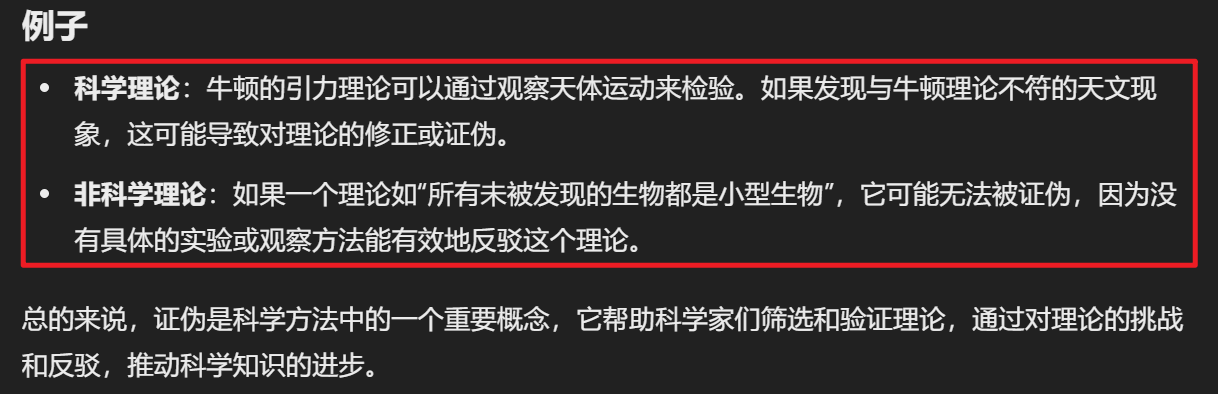 例子
• 科学理论：牛顿的引力理论可以通过观察天体运动来检验。如果发现与牛顿理论不符的天文现
象，这可能导致对理论的修正或证伪。
• 非科学理论：如果一个理论如“所有未被发现的生物都是小型生物”，它可能无法被证伪，因为没
有具体的实验或观察方法能有效地反驳这个理论。
总的来说，证伪是科学方法中的一个重要概念，它帮助科学家们筛选和验证理论，通过对理论的挑战
和反驳，推动科学知识的进步。